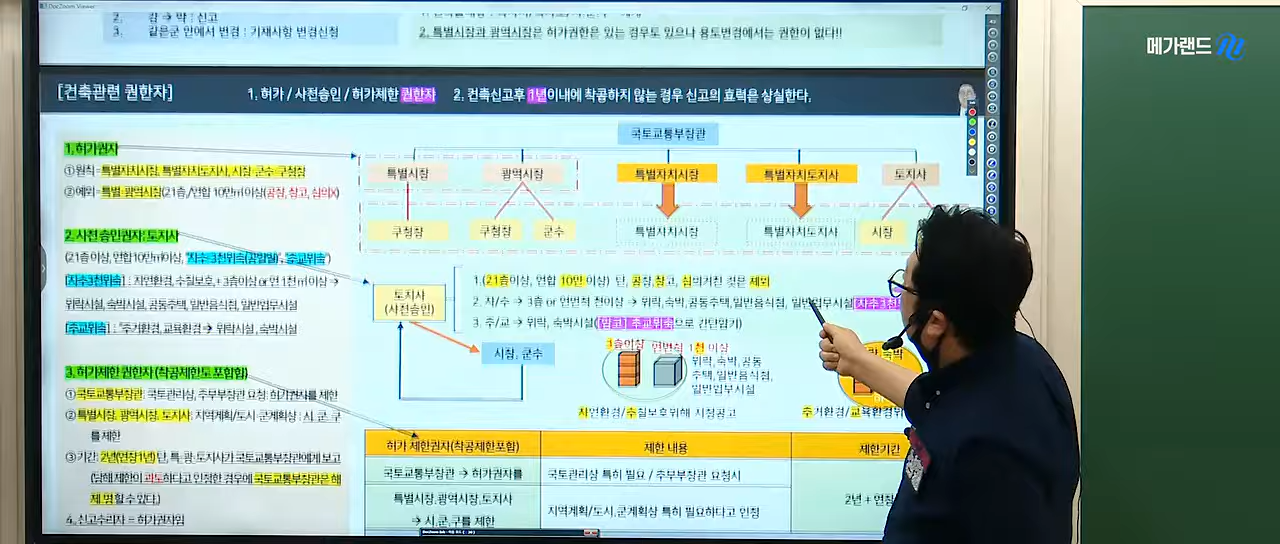 DocZoom Viewer
2. 강 → 약 : 신고
3. 같은군 안에서 변경 : 기재사항 변경신청
2. 특별시장과 광역시장은 허가권한은 있는 경우도 있으나 용도변경에서는 권한이 없다!!
메가랜드
[건축관련 권한자]
1. 허가 / 사전승인 / 허가제한 권한자 2. 건축신고후 1년이내에 착공하지 않는 경우 신고의 효력은 상실한다.
1. 허가권자
①원칙=특별자치시장, 특별자치도지사, 시장·군수·구청장
②예외=특별·광역시장(21층/연합 10만㎡이상(공장, 창고, 심의X)
2. 사전 승인권자: 도지사
(21층이상, 연합10만㎡이상, "자수·3천위숙(공일일)", "주교위숙")
[자수3천위숙] : 자연환경, 수질보호,+3층이상 or 연 1천㎡이상 →
위락시설, 숙박시설, 공동주택, 일반음식점, 일반업무시설
[주교위숙] : "주거환경, 교육환경→ 위락시설, 숙박시설
3. 허가제한 권한자 (착공제한도 포함함)
①국토교통부장관: 국토관리상, 주무부장관 요청: 허가권자를 제한
②특별시장, 광역시장, 도지사: 지역계획/도시·군계획상 : 시, 군, 구
를 제한
③기간: 2년(연장1년) 단, 특·광·도지사가 국토교통부장관에게 보고
(남해 제한이 과도하다고 인정한 경우에 국토교통부장관은 해
제 명할 수 있다.)
4. 신고수리자 = 허가권자임
국토교통부장관
특별시장 광역시장 특별자치시장 특별자치도지사 도지사
구청장 구청장 군수 특별자치시장 특별자치도지사 시장
도지사
(사전승인)
시장, 군수
1.(21층이상, 연합 10만 이상) 단, 공장,창고, 심의거친 것은 제외
2. 자/수 → 3층 or 연면적 천이상 → 위락,숙박,공동주택,일반음식점, 일반업무시설[자수3천
3. 주/교 → 위락, 숙박시설([암코] 주교위숙으로 간단암기)
3층이상 연면적 1천 이상
위락, 숙박, 공동
주택,일반음식점,
일반업무시설
자연환경/수질보호위해 지정공고
숙박
주거환경/교육환경위
허가 제한권자(착공제한포함) 제한 내용 제한기간
국토교통부장관 → 허가권자를 국토관리상 특히 필요 / 주무부장관 요청시
특별시장,광역시장,도지사
→ 시,군,구를 제한
지역계획/도시,군계획상 특히 필요하다고 인정
2년 + 연장